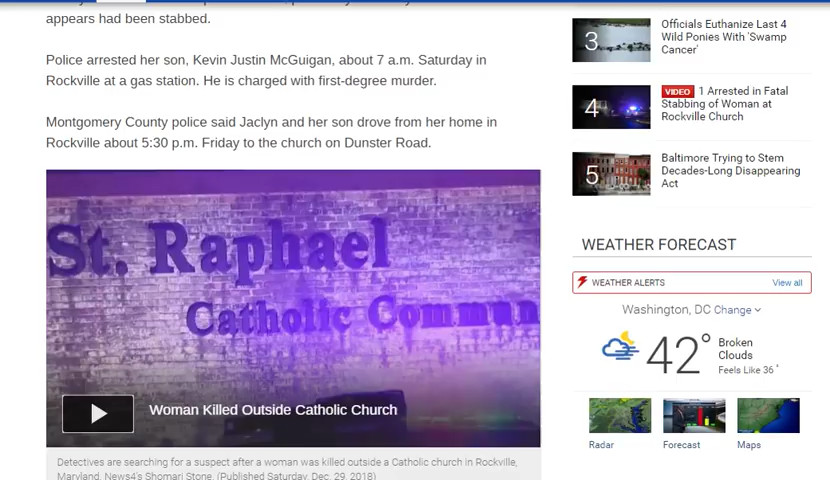 appears had been stabbed.
Police arrested her son, Kevin Justin McGuigan, about 7 a.m. Saturday in
Rockville at a gas station. He is charged with first-degree murder.
Montgomery County police said Jaclyn and her son drove from her home in
Rockville about 5:30 p.m. Friday to the church on Dunster Road.
St. Raphael
Catholic Commun
Woman Killed Outside Catholic Church
Detectives are searching for a suspect after a woman was killed outside a Catholic church in Rockville,
Maryland. News4's Shomari Stone. (Published Saturday, Dec. 29, 2018)
3
Officials Euthanize Last 4
Wild Ponies With 'Swamp
Cancer'
4
VIDEO 1 Arrested in Fatal
Stabbing of Woman at
Rockville Church
5
Baltimore Trying to Stem
Decades-Long Disappearing
Act
WEATHER FORECAST
WEATHER ALERTS View all
Washington, DC Change
42°
Broken
Clouds
Feels Like 36°
Radar Forecast Maps